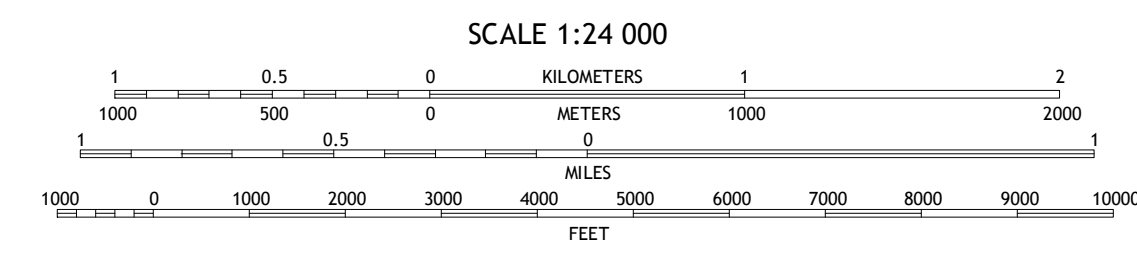 SCALE 1:24 000
1 0.5 0 KILOMETERS 1 2
1000 500 0 METERS 1000 2000
1 0.5 0 1
MILES
1000 0 1000 2000 3000 4000 5000 6000 7000 8000 9000 10000
FEET